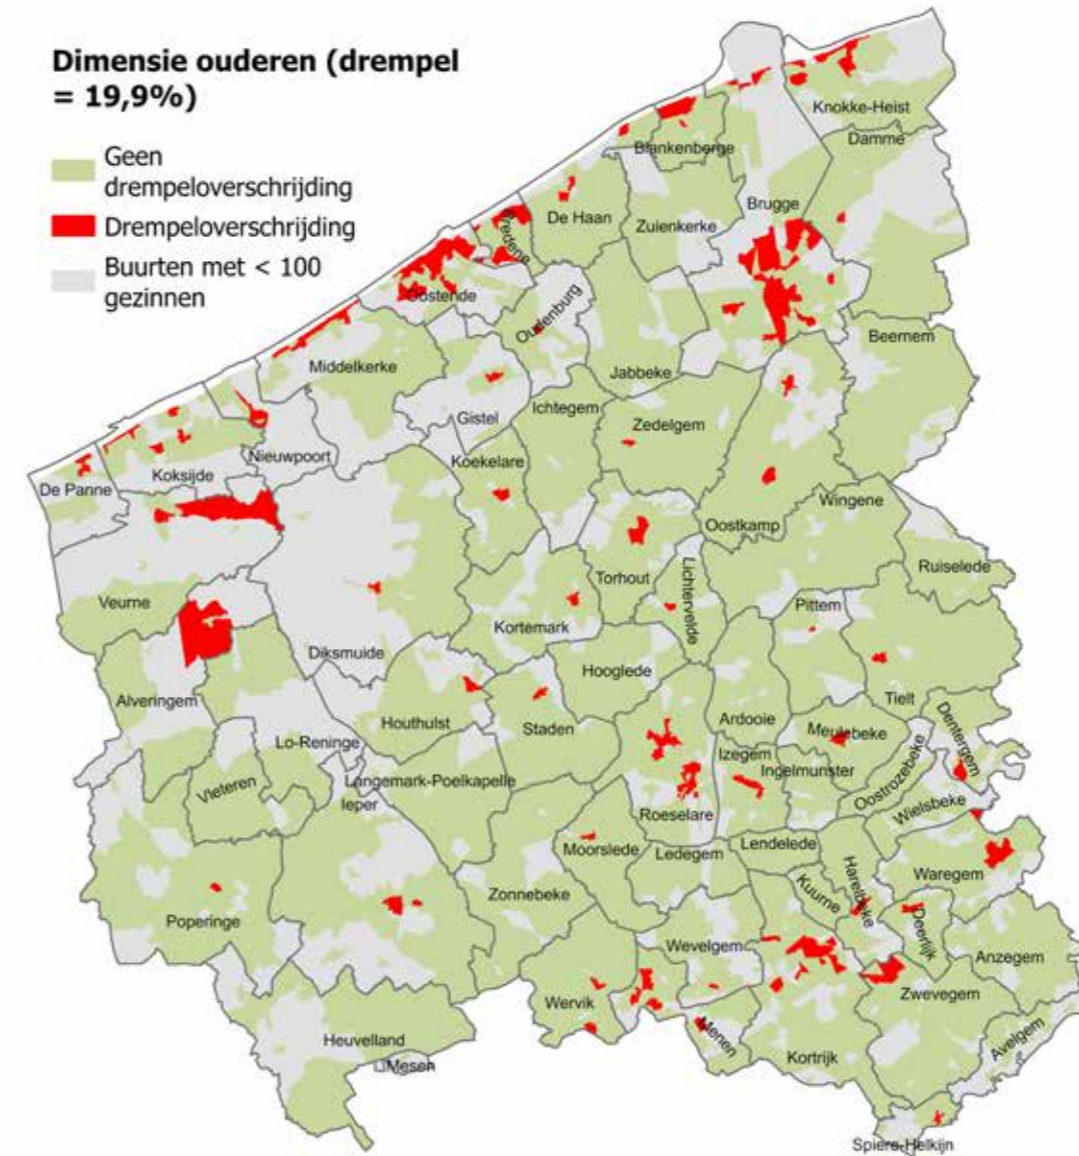 Dimensie ouderen (drempel
= 19,9%)
Geen
drempeloverschrijding
Drempeloverschrijding
Buurten met < 100
gezinnen
Knokke-Heist
Damme
Blankenberge
Brugge
De Haan
Zuienkerke
Bredene
Oostende
Oudenburg
Beernem
Middelkerke
Jabbeke
Ichtegem
Gistel
Zedelgem
Nieuwpoort
Koekelare
Koksijde
De Panne
Wingene
Oostkamp
Ruiselede
Lichtervelde
Torhout
Veurne
Pittem
Kortemark
Diksmuide
Hooglede
Alveringem
Tielt
Houthulst
Ardooie
Staden
Meulebeke
Dentergem
Lo-Reninge
Izegem
Ingelmunster
Oostrozebeke
Langemark-Poelkapelle
Vleteren
Ieper
Wielsbeke
Roeselare
Lendelede
Moorslede
Ledegem
Harelbeke
Waregem
Kuurne
Zonnebeke
Poperinge
Deerlijk
Wevelgem
Anzegem
Zwevegem
Wervik
Menen
Avelgem
Heuvelland
Kortrijk
Mesen
Spiere-Helkijn